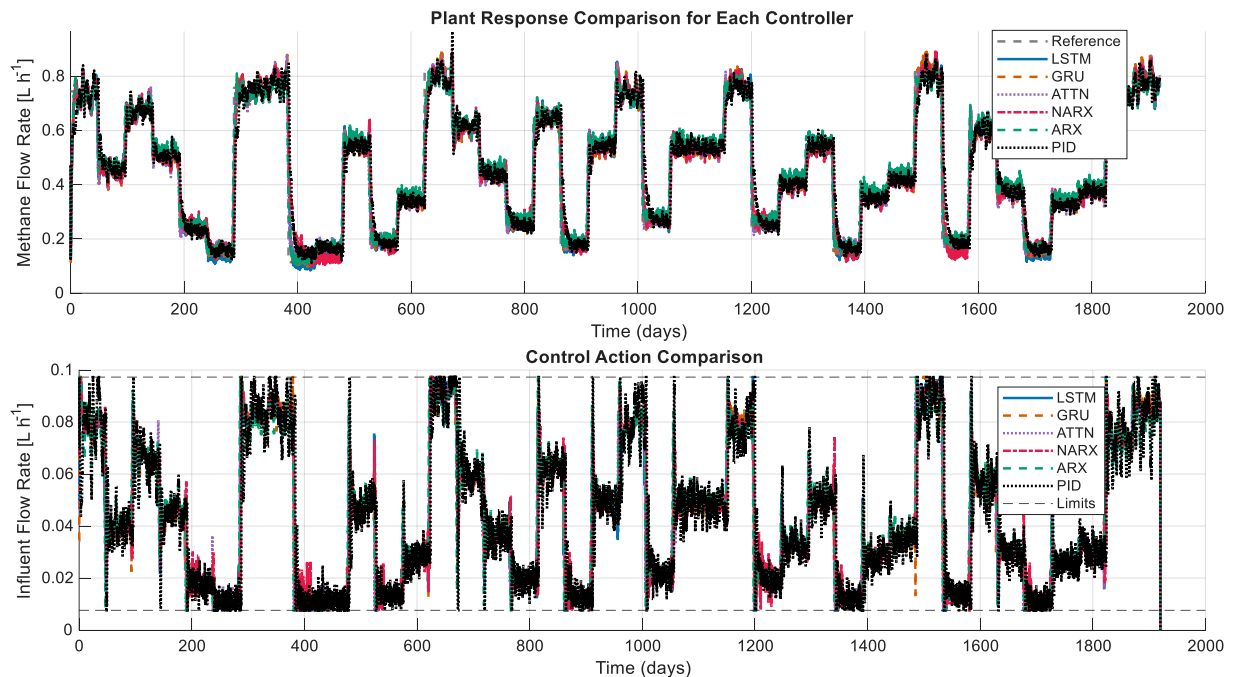 Plant Response Comparison for Each Controller
Methane Flow Rate [L h⁻¹]
0.8
0.6
0.4
0.2
0
0 200 400 600 800 1000 1200 1400 1600 1800 2000
Time (days)
Reference
LSTM
GRU
ATTN
NARX
ARX
PID
Control Action Comparison
Influent Flow Rate [L h⁻¹]
0.1
0.08
0.06
0.04
0.02
0
0 200 400 600 800 1000 1200 1400 1600 1800 2000
Time (days)
LSTM
GRU
ATTN
NARX
ARX
PID
Limits